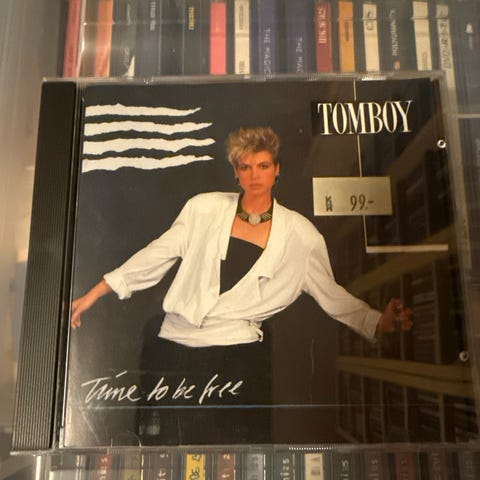 TOMBOY
KR 99,-
Time to be free